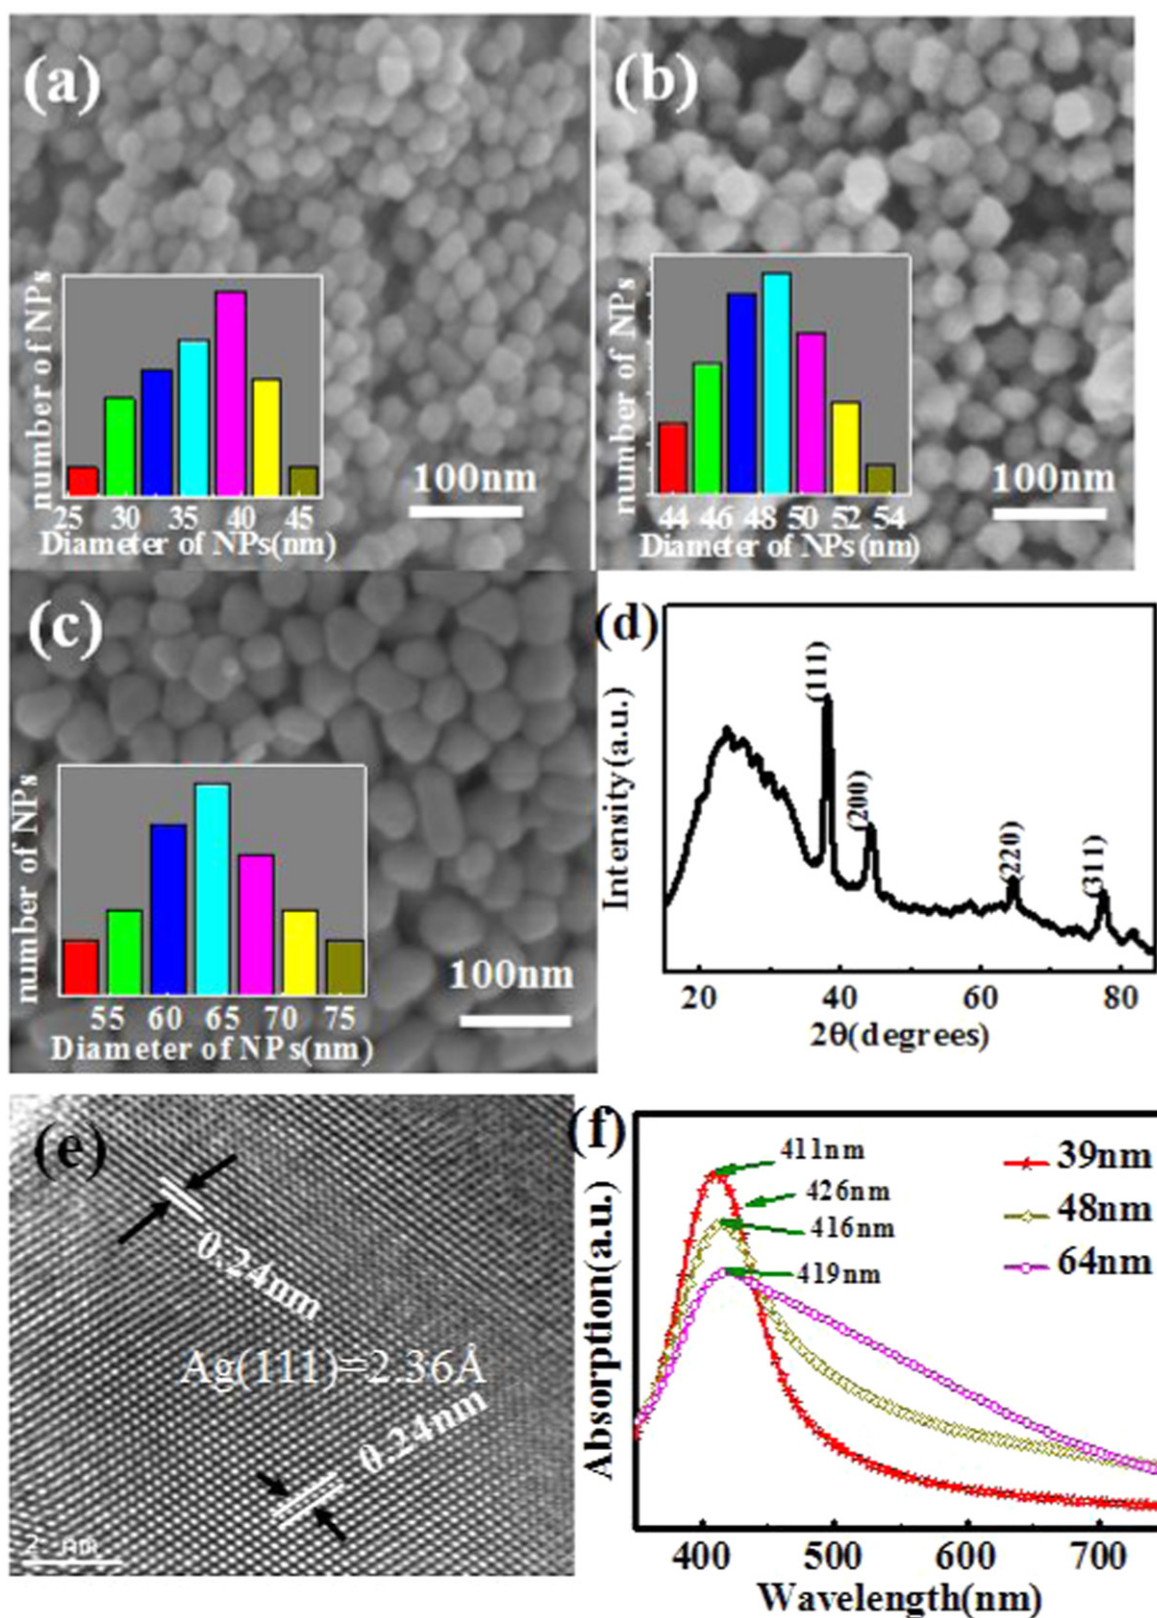 (a)
number of NPs
100nm
25 30 35 40 45
Diameter of NPs(nm)
(b)
number of NPs
100nm
44 46 48 50 52 54
Diameter of NPs(nm)
(c)
number of NPs
100nm
55 60 65 70 75
Diameter of NPs(nm)
(d)
Intensity(a.u.)
(111)
(200)
(220)
(311)
20 40 60 80
2θ(degrees)
(e)
0.24nm
Ag(111)=2.36Å
0.24nm
2 nm
(f)
Absorption(a.u.)
411nm
426nm
416nm
419nm
39nm
48nm
64nm
400 500 600 700
Wavelength(nm)